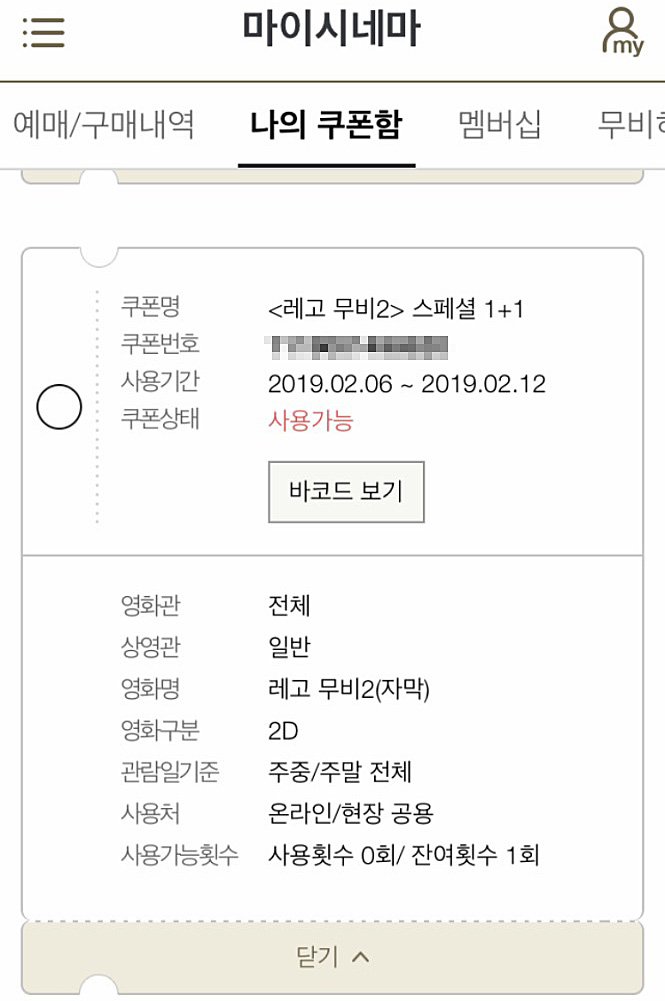 마이시네마
my
예매/구매내역 나의 쿠폰함 멤버십 무비
쿠폰명 <레고 무비2> 스페셜 1+1
쿠폰번호
사용기간 2019.02.06 ~ 2019.02.12
쿠폰상태 사용가능
바코드 보기
영화관 전체
상영관 일반
영화명 레고 무비2(자막)
영화구분 2D
관람일기준 주중/주말 전체
사용처 온라인/현장 공용
사용가능횟수 사용횟수 0회/ 잔여횟수 1회
닫기